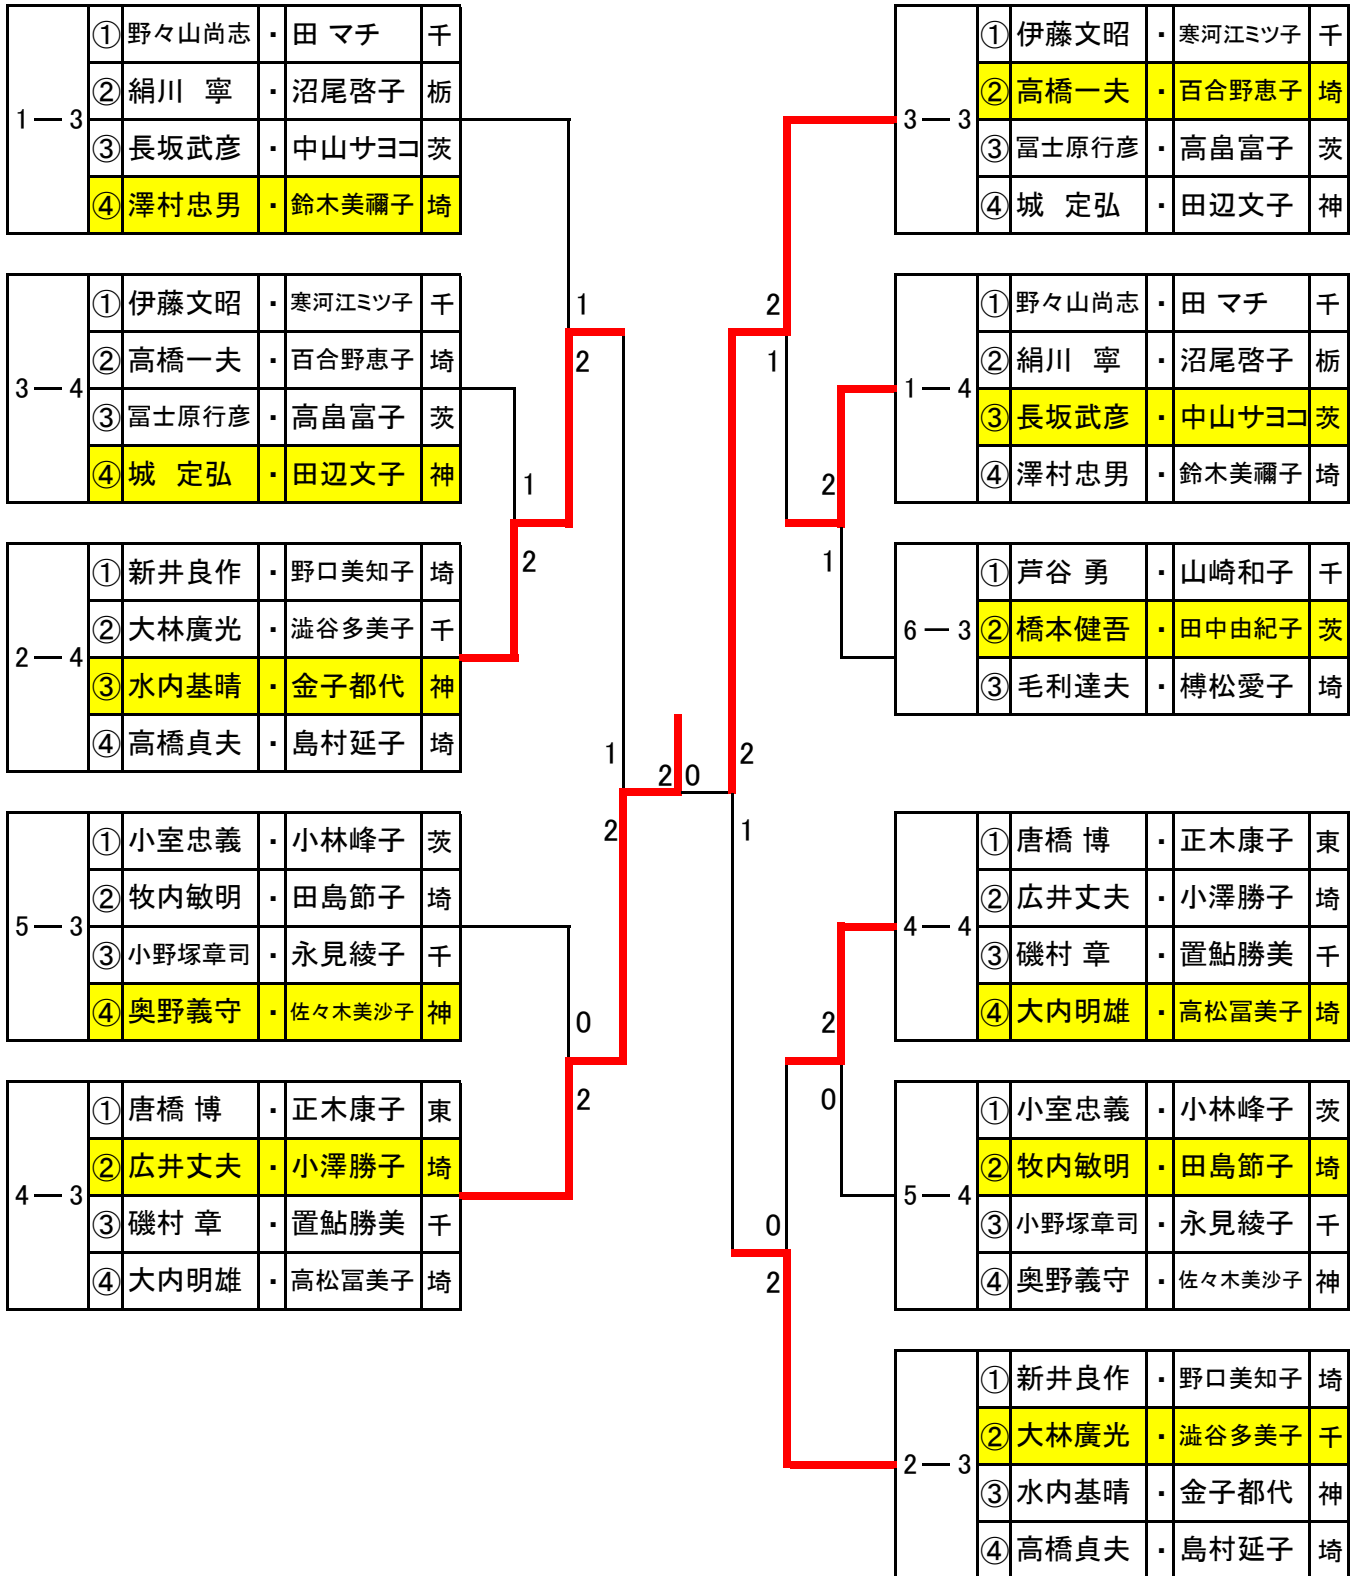 1 — 3
① 野々山尚志 ・ 田 マチ 千
② 絹川 寧 ・ 沼尾啓子 栃
③ 長坂武彦 ・ 中山サヨコ 茨
④ 澤村忠男 ・ 鈴木美禰子 埼
3 — 4
① 伊藤文昭 ・ 寒河江ミツ子 千
② 高橋一夫 ・ 百合野恵子 埼
③ 冨士原行彦 ・ 高畠富子 茨
④ 城 定弘 ・ 田辺文子 神
2 — 4
① 新井良作 ・ 野口美知子 埼
② 大林廣光 ・ 澁谷多美子 千
③ 水内基晴 ・ 金子都代 神
④ 高橋貞夫 ・ 島村延子 埼
5 — 3
① 小室忠義 ・ 小林峰子 茨
② 牧内敏明 ・ 田島節子 埼
③ 小野塚章司 ・ 永見綾子 千
④ 奥野義守 ・ 佐々木美沙子 神
4 — 3
① 唐橋 博 ・ 正木康子 東
② 広井丈夫 ・ 小澤勝子 埼
③ 磯村 章 ・ 置鮎勝美 千
④ 大内明雄 ・ 高松冨美子 埼
1
2
1
2
1
2
0
2
2 0
2
1
2
1
2
1
2
0
0
2
3 — 3
① 伊藤文昭 ・ 寒河江ミツ子 千
② 高橋一夫 ・ 百合野恵子 埼
③ 冨士原行彦 ・ 高畠富子 茨
④ 城 定弘 ・ 田辺文子 神
1 — 4
① 野々山尚志 ・ 田 マチ 千
② 絹川 寧 ・ 沼尾啓子 栃
③ 長坂武彦 ・ 中山サヨコ 茨
④ 澤村忠男 ・ 鈴木美禰子 埼
6 — 3
① 芦谷 勇 ・ 山崎和子 千
② 橋本健吾 ・ 田中由紀子 茨
③ 毛利達夫 ・ 榑松愛子 埼
4 — 4
① 唐橋 博 ・ 正木康子 東
② 広井丈夫 ・ 小澤勝子 埼
③ 磯村 章 ・ 置鮎勝美 千
④ 大内明雄 ・ 高松冨美子 埼
5 — 4
① 小室忠義 ・ 小林峰子 茨
② 牧内敏明 ・ 田島節子 埼
③ 小野塚章司 ・ 永見綾子 千
④ 奥野義守 ・ 佐々木美沙子 神
2 — 3
① 新井良作 ・ 野口美知子 埼
② 大林廣光 ・ 澁谷多美子 千
③ 水内基晴 ・ 金子都代 神
④ 高橋貞夫 ・ 島村延子 埼